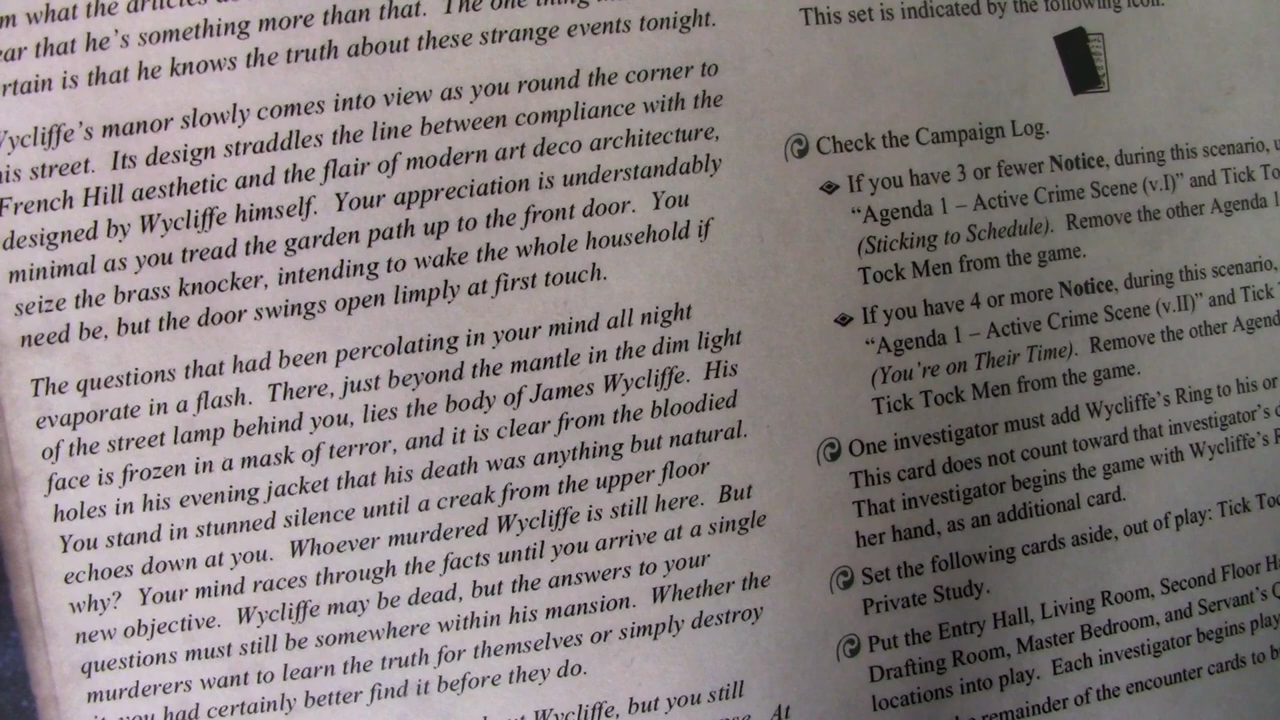 what the articles
he's something more than that. The one thing
is that he knows the truth about these strange events tonight.
Wycliffe's manor slowly comes into view as you round the corner to
his street. Its design straddles the line between compliance with the
French Hill aesthetic and the flair of modern art deco architecture,
designed by Wycliffe himself. Your appreciation is understandably
minimal as you tread the garden path up to the front door. You
seize the brass knocker, intending to wake the whole household if
need be, but the door swings open limply at first touch.
The questions that had been percolating in your mind all night
evaporate in a flash. There, just beyond the mantle in the dim light
of the street lamp behind you, lies the body of James Wycliffe. His
face is frozen in a mask of terror, and it is clear from the bloodied
holes in his evening jacket that his death was anything but natural.
You stand in stunned silence until a creak from the upper floor
echoes down at you. Whoever murdered Wycliffe is still here. But
why? Your mind races through the facts until you arrive at a single
new objective. Wycliffe may be dead, but the answers to your
questions must still be somewhere within his mansion. Whether the
murderers want to learn the truth for themselves or simply destroy
you had certainly better find it before they do.
Wycliffe, but you still
At
This set is indicated by the following icon.
Check the Campaign Log.
If you have 3 or fewer Notice, during this scenario,
“Agenda 1 – Active Crime Scene (v.I)” and Tick
(Sticking to Schedule). Remove the other Agenda 1
Tock Men from the game.
If you have 4 or more Notice, during this scenario,
“Agenda 1 – Active Crime Scene (v.II)” and Tick
(You're on Their Time). Remove the other
Tick Tock Men from the game.
One investigator must add Wycliffe's Ring to his or
This card does not count toward that investigator's
That investigator begins the game with Wycliffe's
her hand, as an additional card.
Set the following cards aside, out of play: Tick
Private Study.
Put the Entry Hall, Living Room, Second Floor
Drafting Room, Master Bedroom, and Servant's
locations into play. Each investigator begins play
remainder of the encounter cards to